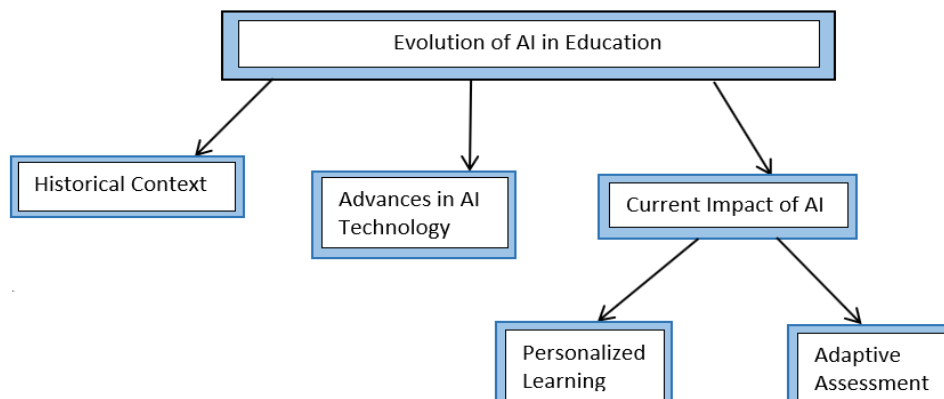 Evolution of AI in Education
Historical Context
Advances in AI
Technology
Current Impact of AI
Personalized
Learning
Adaptive
Assessment